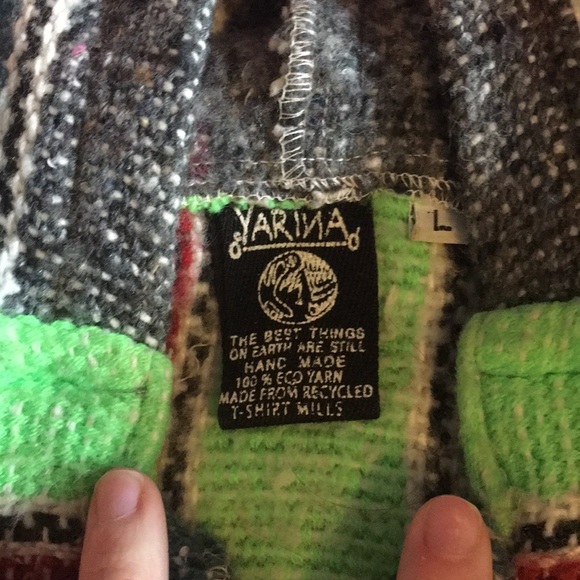 YARINA
L
THE BEST THINGS
ON EARTH ARE STILL
HAND MADE
100 % ECO YARN
MADE FROM RECYCLED
T-SHIRT MILLS